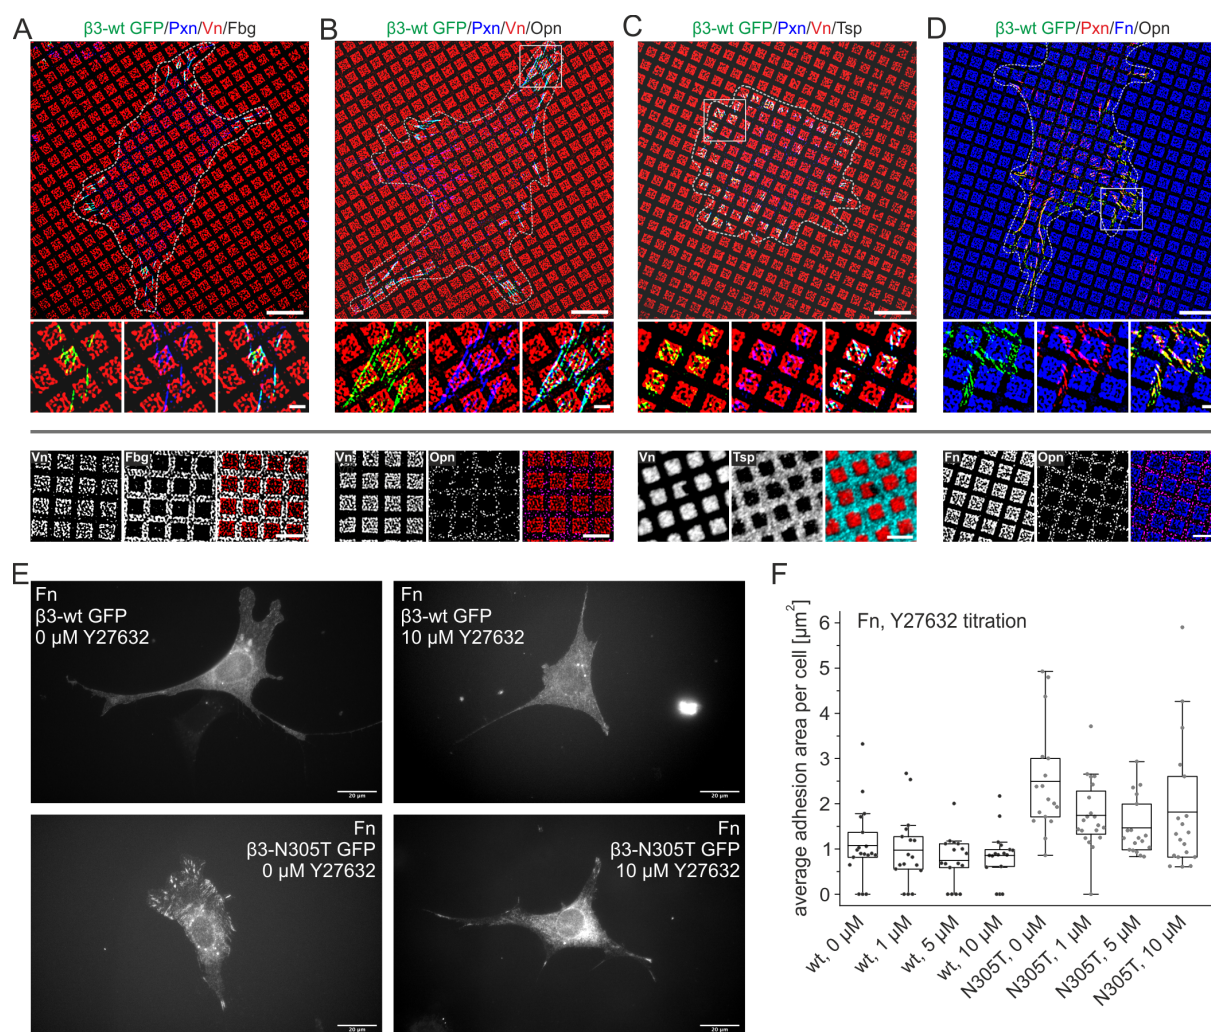 A
β3-wt GFP/Pxn/Vn/Fbg
B
β3-wt GFP/Pxn/Vn/Opn
C
β3-wt GFP/Pxn/Vn/Tsp
D
β3-wt GFP/Pxn/Fn/Opn
Vn
Fbg
Vn
Opn
Vn
Tsp
Fn
Opn
E
Fn
β3-wt GFP
0 µM Y27632
20 µm
Fn
β3-wt GFP
10 µM Y27632
20 µm
Fn
β3-N305T GFP
0 µM Y27632
20 µm
Fn
β3-N305T GFP
10 µM Y27632
20 µm
F
Fn, Y27632 titration
average adhesion area per cell [µm²]
6
5
4
3
2
1
0
wt, 0 µM
wt, 1 µM
wt, 5 µM
wt, 10 µM
N305T, 0 µM
N305T, 1 µM
N305T, 5 µM
N305T, 10 µM